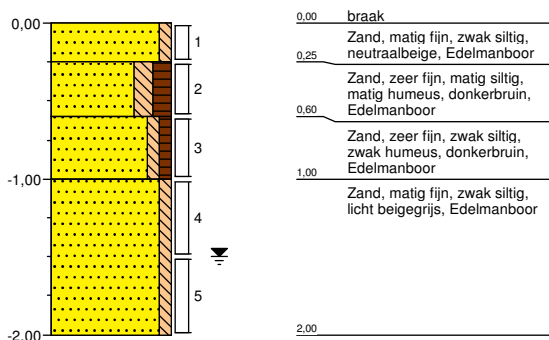 0,00
-1,00
-2,00
1
2
3
4
5
0,00 braak
Zand, matig fijn, zwak siltig,
neutraalbeige, Edelmanboor
0,25
Zand, zeer fijn, matig siltig,
matig humeus, donkerbruin,
Edelmanboor
0,60
Zand, zeer fijn, zwak siltig,
zwak humeus, donkerbruin,
Edelmanboor
1,00
Zand, matig fijn, zwak siltig,
licht beigegrijs, Edelmanboor
2,00